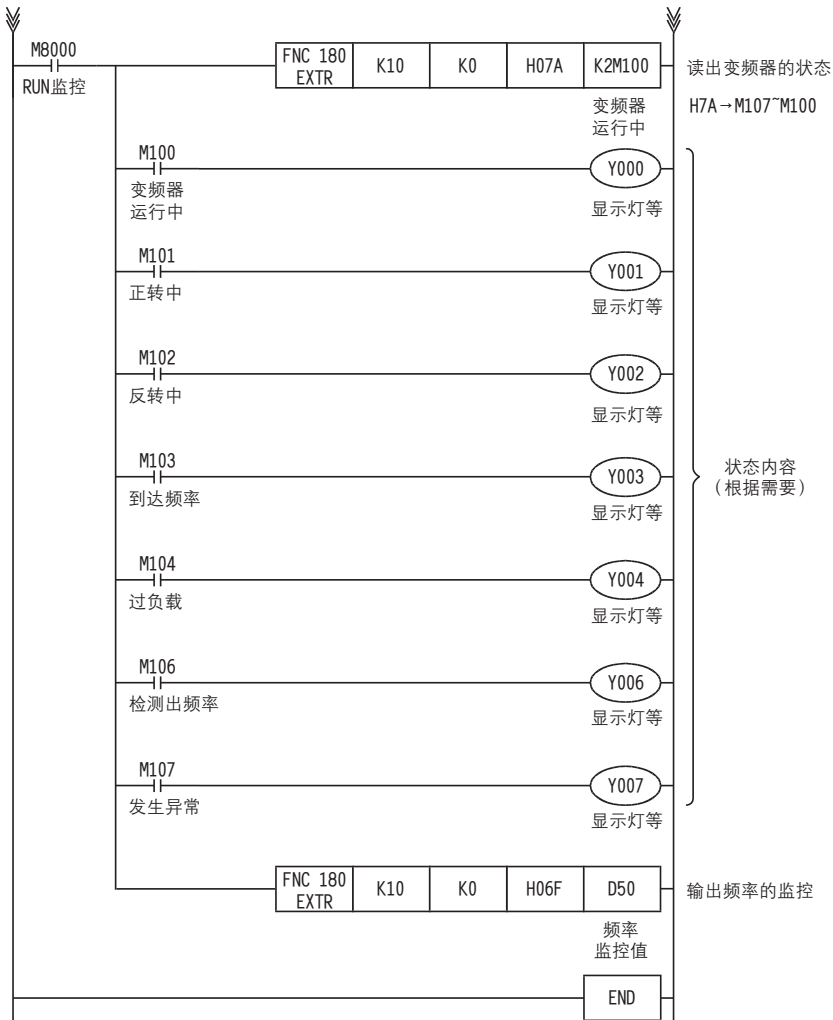 M8000
RUN监控
FNC 180
EXTR
K10
K0
H07A
K2M100
读出变频器的状态
变频器
运行中
H7A→M107~M100
M100
变频器
运行中
Y000
显示灯等
M101
正转中
Y001
显示灯等
M102
反转中
Y002
显示灯等
M103
到达频率
Y003
显示灯等
状态内容
(根据需要)
M104
过负载
Y004
显示灯等
M106
检测出频率
Y006
显示灯等
M107
发生异常
Y007
显示灯等
FNC 180
EXTR
K10
K0
H06F
D50
输出频率的监控
频率
监控值
END